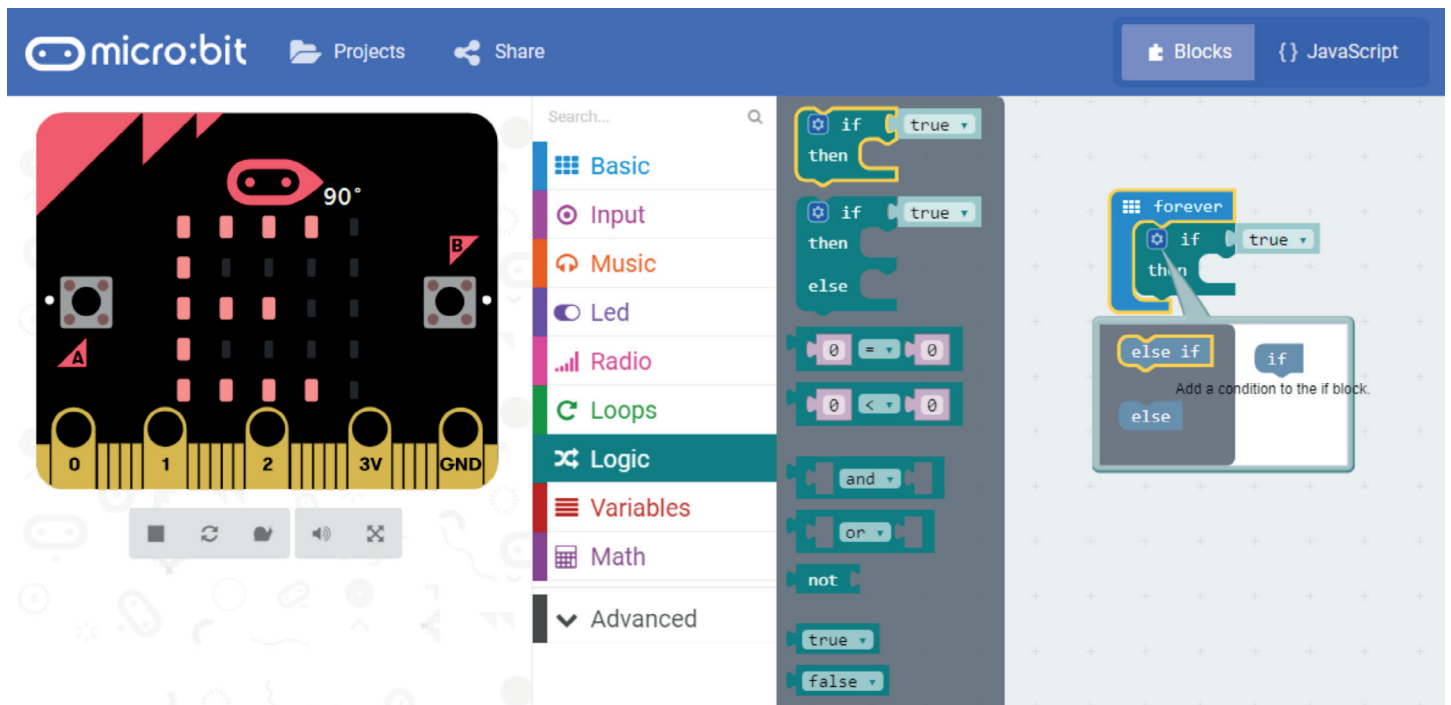 micro:bit Projects Share Blocks {} JavaScript
90°
A
B
0 1 2 3V GND
Search...
Basic
Input
Music
Led
Radio
Loops
Logic
Variables
Math
Advanced
if true
then
if true
then
else
0 = 0
0 < 0
and
or
not
true
false
forever
if true
then
else if
if
Add a condition to the if block.
else